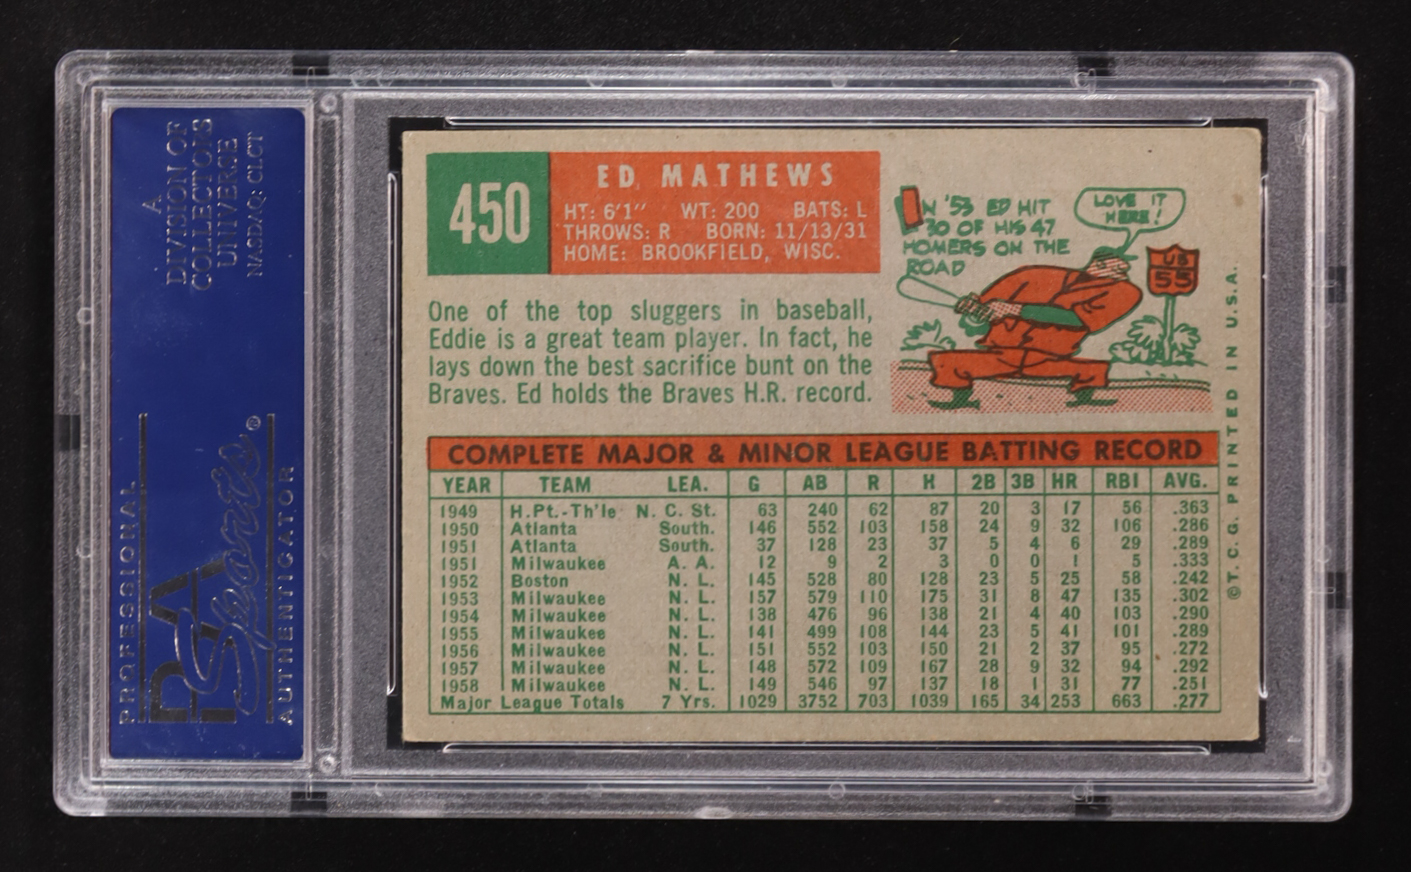 A
DIVISION OF
COLLECTORS
UNIVERSE
NASDAQ: CLCT
PROFESSIONAL
PSA
Sports®
AUTHENTICATOR
450
ED MATHEWS
HT: 6'1" WT: 200 BATS: L
THROWS: R BORN: 11/13/31
HOME: BROOKFIELD, WISC.
One of the top sluggers in baseball,
Eddie is a great team player. In fact, he
lays down the best sacrifice bunt on the
Braves. Ed holds the Braves H.R. record.
IN '53 ED HIT
30 OF HIS 47
HOMERS ON THE
ROAD
LOVE IT
HERE!
US
55
COMPLETE MAJOR & MINOR LEAGUE BATTING RECORD
YEAR TEAM LEA. G AB R H 2B 3B HR RBI AVG.
1949 H.Pt.-Th'le N. C. St. 63 240 62 87 20 3 17 56 .363
1950 Atlanta South. 146 552 103 158 24 9 32 106 .286
1951 Atlanta South. 37 128 23 37 5 4 6 29 .289
1951 Milwaukee A. A. 12 9 2 3 0 0 1 5 .333
1952 Boston N. L. 145 528 80 128 23 5 25 58 .242
1953 Milwaukee N. L. 157 579 110 175 31 8 47 135 .302
1954 Milwaukee N. L. 138 476 96 138 21 4 40 103 .290
1955 Milwaukee N. L. 141 499 108 144 23 5 41 101 .289
1956 Milwaukee N. L. 151 552 103 150 21 2 37 95 .272
1957 Milwaukee N. L. 148 572 109 167 28 9 32 94 .292
1958 Milwaukee N. L. 149 546 97 137 18 1 31 77 .251
Major League Totals 7 Yrs. 1029 3752 703 1039 165 34 253 663 .277
©T.C.G. PRINTED IN U.S.A.